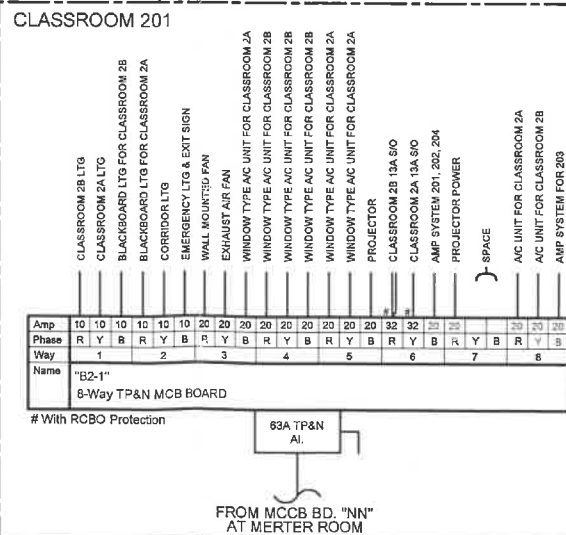 CLASSROOM 201
CLASSROOM 2B LTG
CLASSROOM 2A LTG
BLACKBOARD LTG FOR CLASSROOM 2B
BLACKBOARD LTG FOR CLASSROOM 2A
CORRIDOR LTG
EMERGENCY LTG & EXIT SIGN
WALL MOUNTED FAN
EXHAUST AIR FAN
WINDOW TYPE A/C UNIT FOR CLASSROOM 2A
WINDOW TYPE A/C UNIT FOR CLASSROOM 2B
WINDOW TYPE A/C UNIT FOR CLASSROOM 2B
WINDOW TYPE A/C UNIT FOR CLASSROOM 2B
WINDOW TYPE A/C UNIT FOR CLASSROOM 2A
WINDOW TYPE A/C UNIT FOR CLASSROOM 2A
PROJECTOR
CLASSROOM 2B 13A S/O
CLASSROOM 2A 13A S/O
AMP SYSTEM 201, 202, 204
PROJECTOR POWER
SPACE
A/C UNIT FOR CLASSROOM 2A
A/C UNIT FOR CLASSROOM 2B
AMP SYSTEM FOR 203
# #
Amp 10 10 10 10 10 10 20 20 20 20 20 20 20 20 20 32 32 20 20 20 20 20
Phase R Y B R Y B R Y B R Y B R Y B R Y B R Y B R Y B
Way 1 2 3 4 5 6 7 8
Name "B2-1"
8-Way TP&N MCB BOARD
# With RCBO Protection
63A TP&N
AI.
FROM MCCB BD. "NN"
AT MERTER ROOM